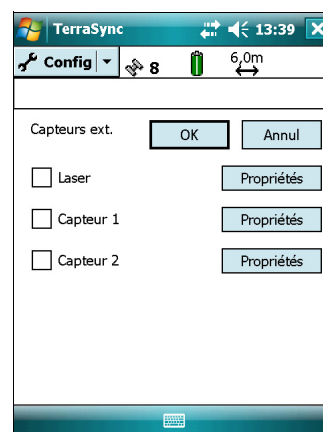 TerraSync 13:39
Config 8 6,0m
Capteurs ext. OK Annul
Laser Propriétés
Capteur 1 Propriétés
Capteur 2 Propriétés